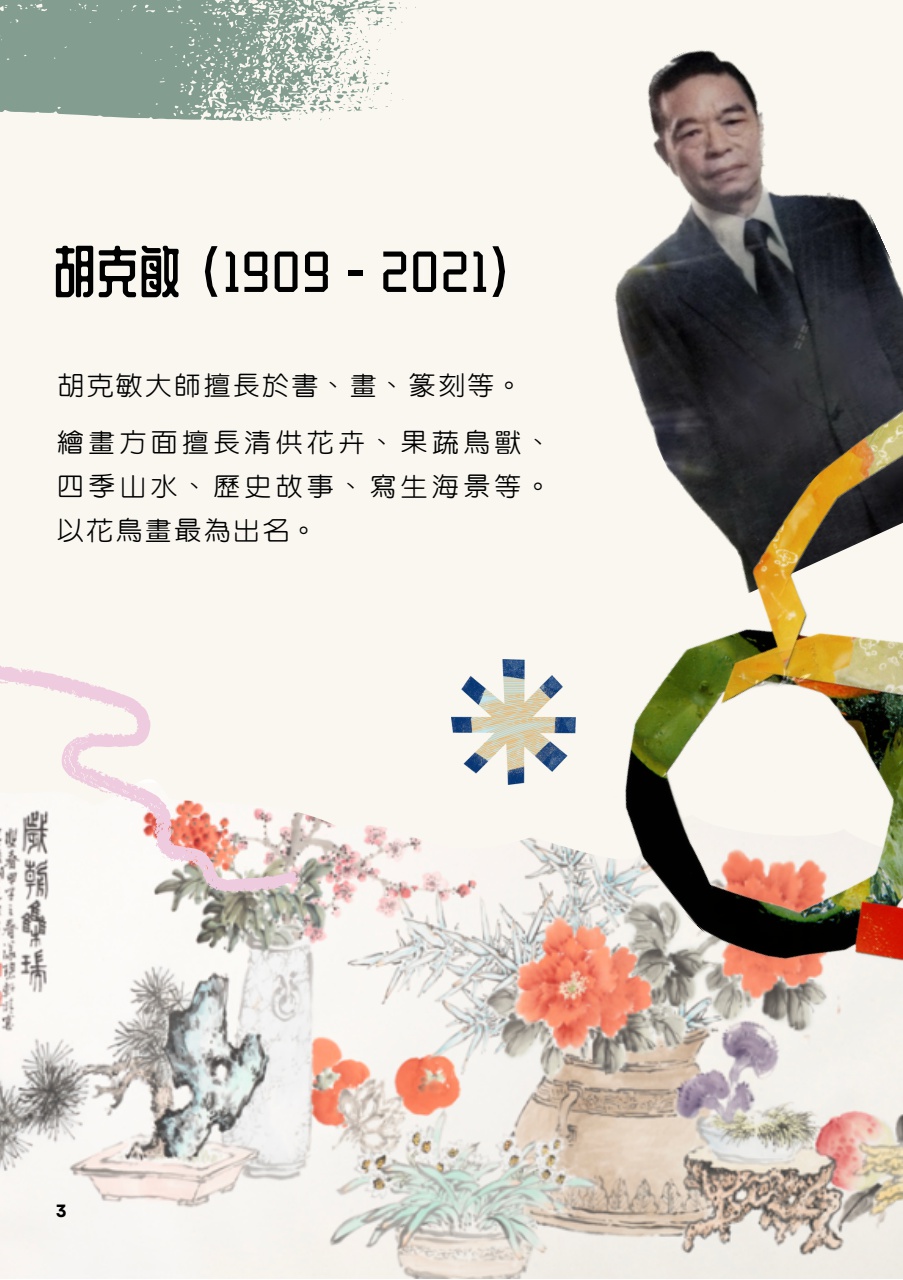 胡克敏（1909 - 2021）
胡克敏大師擅長於書、畫、篆刻等。
繪畫方面擅長清供花卉、果蔬鳥獸、
四季山水、歷史故事、寫生海景等。
以花鳥畫最為出名。
歲朝集瑞
3